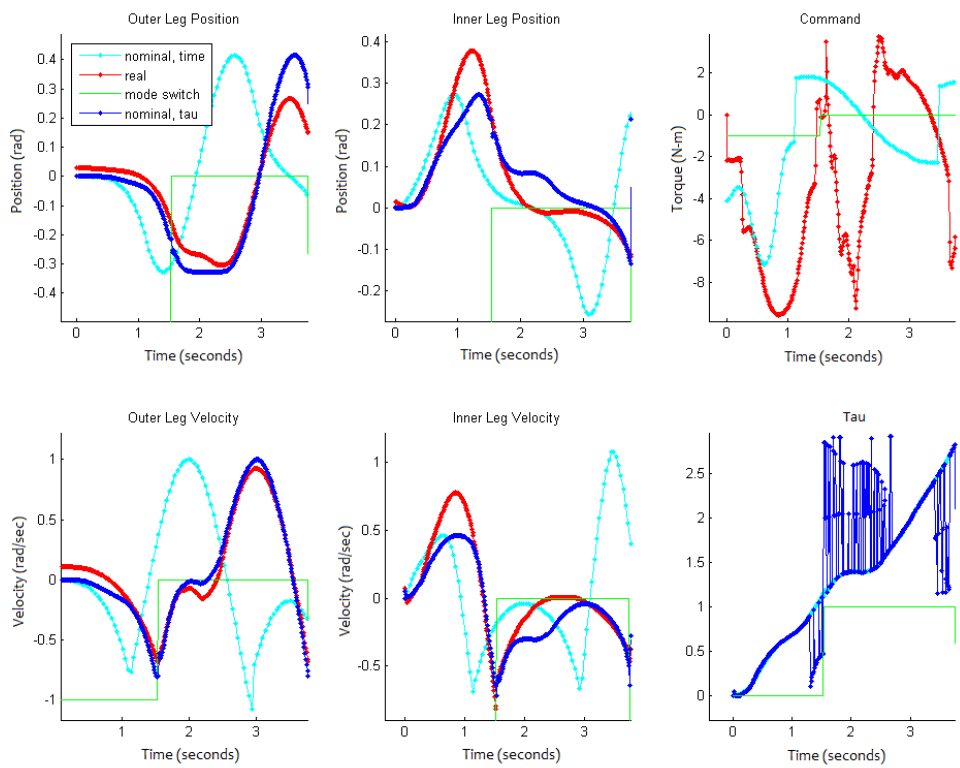 Outer Leg Position
Inner Leg Position
Command
nominal, time
real
mode switch
nominal, tau
Position (rad)
0.4
0.3
0.2
0.1
0
-0.1
-0.2
-0.3
-0.4
0 1 2 3
Time (seconds)
Position (rad)
0.4
0.3
0.2
0.1
0
-0.1
-0.2
0 1 2 3
Time (seconds)
Torque (N-m)
2
0
-2
-4
-6
-8
0 1 2 3
Time (seconds)
Outer Leg Velocity
Inner Leg Velocity
Tau
Velocity (rad/sec)
1
0.5
0
-0.5
-1
1 2 3
Time (seconds)
Velocity (rad/sec)
1
0.5
0
-0.5
0 1 2 3
Time (seconds)
2.5
2
1.5
1
0.5
0
0 1 2 3
Time (seconds)